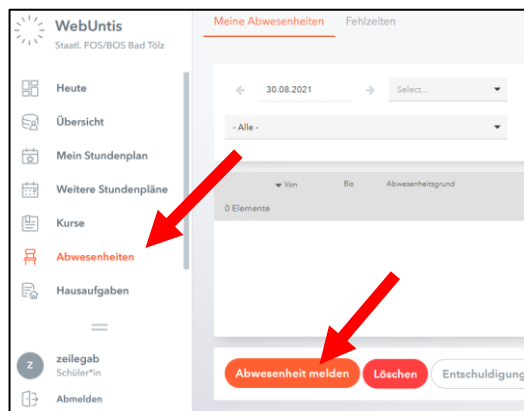 WebUntis
Staatl. FOS/BOS Bad Tölz
Heute
Übersicht
Mein Stundenplan
Weitere Stundenpläne
Kurse
Abwesenheiten
Hausaufgaben
Z
zeilegab
Schüler*in
Abmelden
Meine Abwesenheiten Fehlzeiten
30.08.2021 Select...
- Alle -
Von Bis Abwesenheitsgrund
0 Elemente
Abwesenheit melden Löschen Entschuldigung